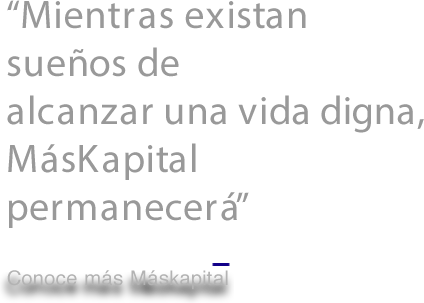 “Mientras existan
sueños de
alcanzar una vida digna,
MásKapital
permanecerá”
Conoce más Máskapital